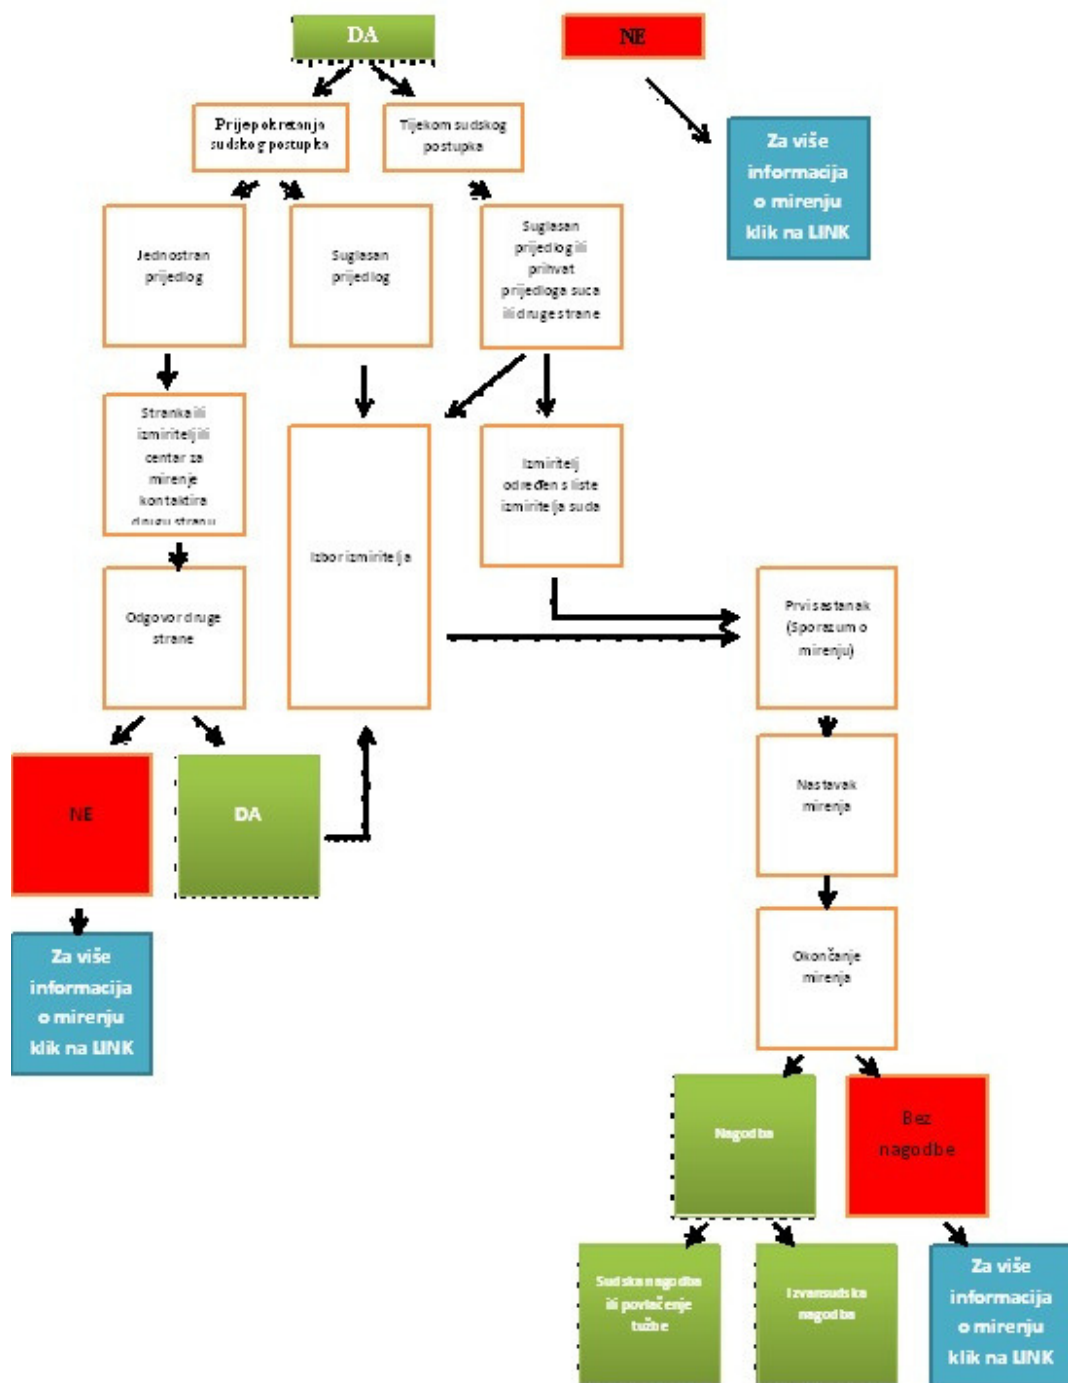 DA
NE
Prije pokretanja
sudskog postupka
Tijekom sudskog
postupka
Za više
informacija
o mirenju
klik na LINK
Jednostran
prijedlog
Suglasan
prijedlog
Suglasan
prijedlog ili
prihvat
prijedloga suca
ili druge strane
Stranka ili
izmiritelj ili
centar za
mirenje
kontaktira
drugu stranu
Izbor izmiritelja
Izmiritelj
određen s liste
izmiritelja suda
Odgovor druge
strane
Prvi sastanak
(Sporazum o
mirenju)
NE
DA
Nastavak
mirenja
Za više
informacija
o mirenju
klik na LINK
Okončanje
mirenja
Nagodba
Bez
nagodbe
Sudska nagodba
ili povlačenje
tužbe
Izvansudska
nagodba
Za više
informacija
o mirenju
klik na LINK